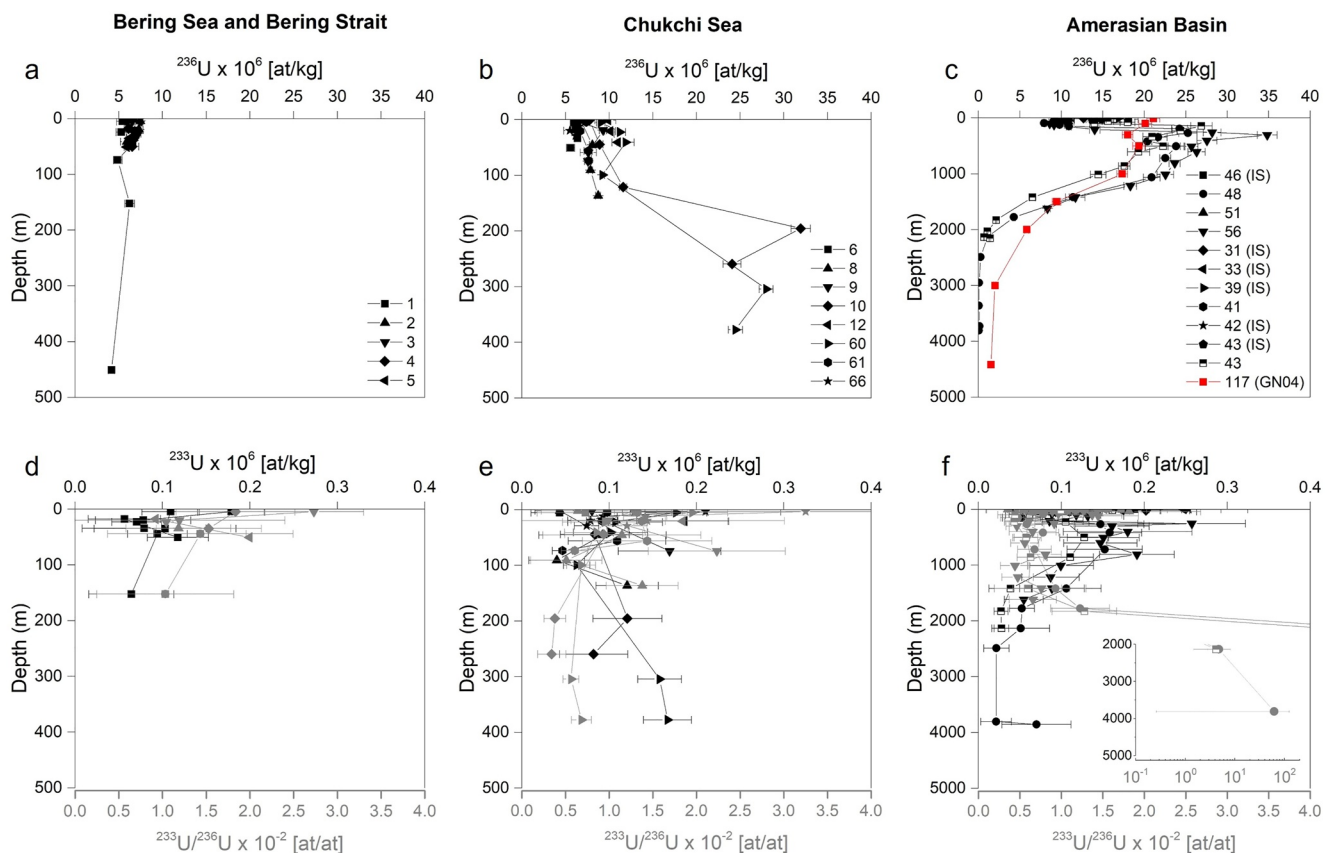 Bering Sea and Bering Strait
Chukchi Sea
Amerasian Basin
a
²³⁶U x 10⁶ [at/kg]
0 5 10 15 20 25 30 35 40
0
100
200
300
400
500
Depth (m)
1
2
3
4
5
b
²³⁶U x 10⁶ [at/kg]
0 5 10 15 20 25 30 35 40
0
100
200
300
400
500
Depth (m)
6
8
9
10
12
60
61
66
c
²³⁶U x 10⁶ [at/kg]
0 5 10 15 20 25 30 35 40
0
1000
2000
3000
4000
5000
Depth (m)
46 (IS)
48
51
56
31 (IS)
33 (IS)
39 (IS)
41
42 (IS)
43 (IS)
43
117 (GN04)
d
²³³U x 10⁶ [at/kg]
0.0 0.1 0.2 0.3 0.4
0
100
200
300
400
500
Depth (m)
0.0 0.5 1.0 1.5 2.0 2.5 3.0 3.5 4.0
²³³U/²³⁶U x 10⁻² [at/at]
e
²³³U x 10⁶ [at/kg]
0.0 0.1 0.2 0.3 0.4
0
100
200
300
400
500
Depth (m)
0.0 0.5 1.0 1.5 2.0 2.5 3.0 3.5 4.0
²³³U/²³⁶U x 10⁻² [at/at]
f
²³³U x 10⁶ [at/kg]
0.0 0.1 0.2 0.3 0.4
0
1000
2000
3000
4000
5000
Depth (m)
2000
3000
4000
5000
10⁻¹ 10⁰ 10¹ 10²
0.0 0.5 1.0 1.5 2.0 2.5 3.0 3.5 4.0
²³³U/²³⁶U x 10⁻² [at/at]